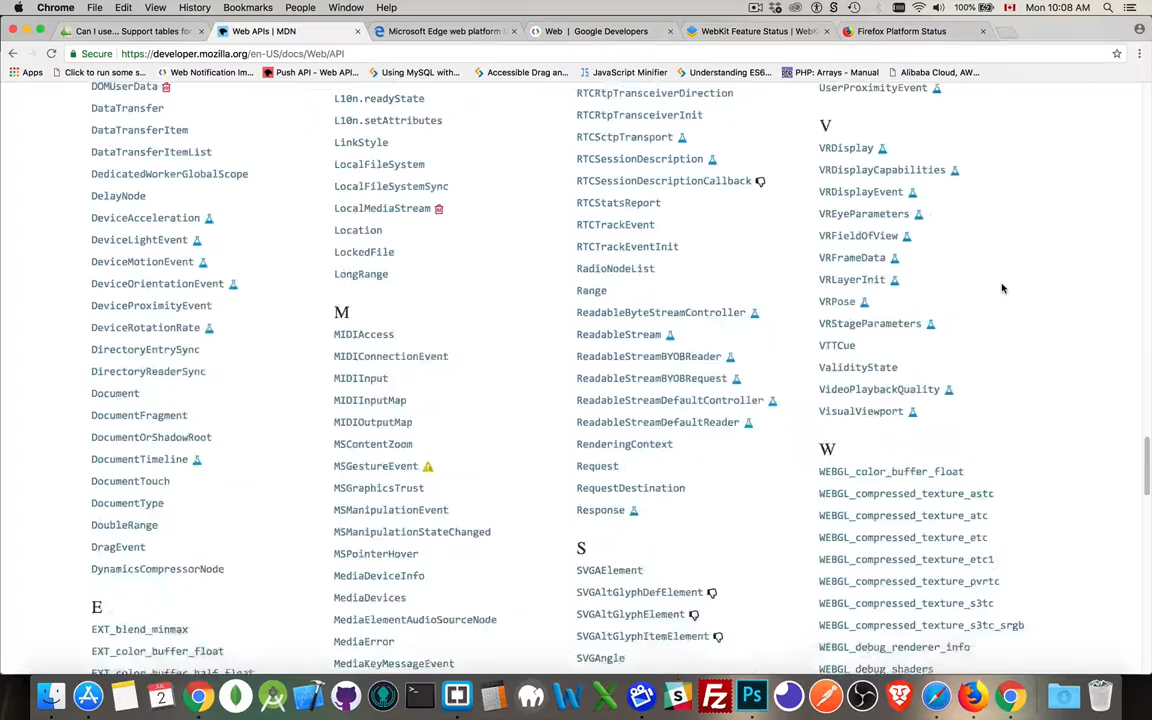 Chrome File Edit View History Bookmarks People Window Help 100% Mon 10:08 AM
Can I use... Support tables for
Web APIs | MDN
Microsoft Edge web platform
Web | Google Developers
WebKit Feature Status | WebK
Firefox Platform Status
Secure https://developer.mozilla.org/en-US/docs/Web/API
Apps
Click to run some s...
Web Notification Im...
Push API - Web API...
Using MySQL with...
Accessible Drag an...
JavaScript Minifier
Understanding ES6...
PHP: Arrays - Manual
Alibaba Cloud, AW...
DOMUserData
DataTransfer
DataTransferItem
DataTransferItemList
DedicatedWorkerGlobalScope
DelayNode
DeviceAcceleration
DeviceLightEvent
DeviceMotionEvent
DeviceOrientationEvent
DeviceProximityEvent
DeviceRotationRate
DirectoryEntrySync
DirectoryReaderSync
Document
DocumentFragment
DocumentOrShadowRoot
DocumentTimeline
DocumentTouch
DocumentType
DoubleRange
DragEvent
DynamicsCompressorNode
E
EXT_blend_minmax
EXT_color_buffer_float
EXT_color_buffer_half_float
L10n.readyState
L10n.setAttributes
LinkStyle
LocalFileSystem
LocalFileSystemSync
LocalMediaStream
Location
LockedFile
LongRange
M
MIDIAccess
MIDIConnectionEvent
MIDIInput
MIDIInputMap
MIDIOutputMap
MSContentZoom
MSGestureEvent
MSGraphicsTrust
MSManipulationEvent
MSManipulationStateChanged
MSPointerHover
MediaDeviceInfo
MediaDevices
MediaElementAudioSourceNode
MediaError
MediaKeyMessageEvent
RTCRtpTransceiverDirection
RTCRtpTransceiverInit
RTCSctpTransport
RTCSessionDescription
RTCSessionDescriptionCallback
RTCStatsReport
RTCTrackEvent
RTCTrackEventInit
RadioNodeList
Range
ReadableByteStreamController
ReadableStream
ReadableStreamBYOBReader
ReadableStreamBYOBRequest
ReadableStreamDefaultController
ReadableStreamDefaultReader
RenderingContext
Request
RequestDestination
Response
S
SVGAElement
SVGAltGlyphDefElement
SVGAltGlyphElement
SVGAltGlyphItemElement
SVGAngle
UserProximityEvent
V
VRDisplay
VRDisplayCapabilities
VRDisplayEvent
VREyeParameters
VRFieldOfView
VRFrameData
VRLayerInit
VRPose
VRStageParameters
VTTCue
ValidityState
VideoPlaybackQuality
VisualViewport
W
WEBGL_color_buffer_float
WEBGL_compressed_texture_astc
WEBGL_compressed_texture_atc
WEBGL_compressed_texture_etc
WEBGL_compressed_texture_etc1
WEBGL_compressed_texture_pvrtc
WEBGL_compressed_texture_s3tc
WEBGL_compressed_texture_s3tc_srgb
WEBGL_debug_renderer_info
WEBGL_debug_shaders